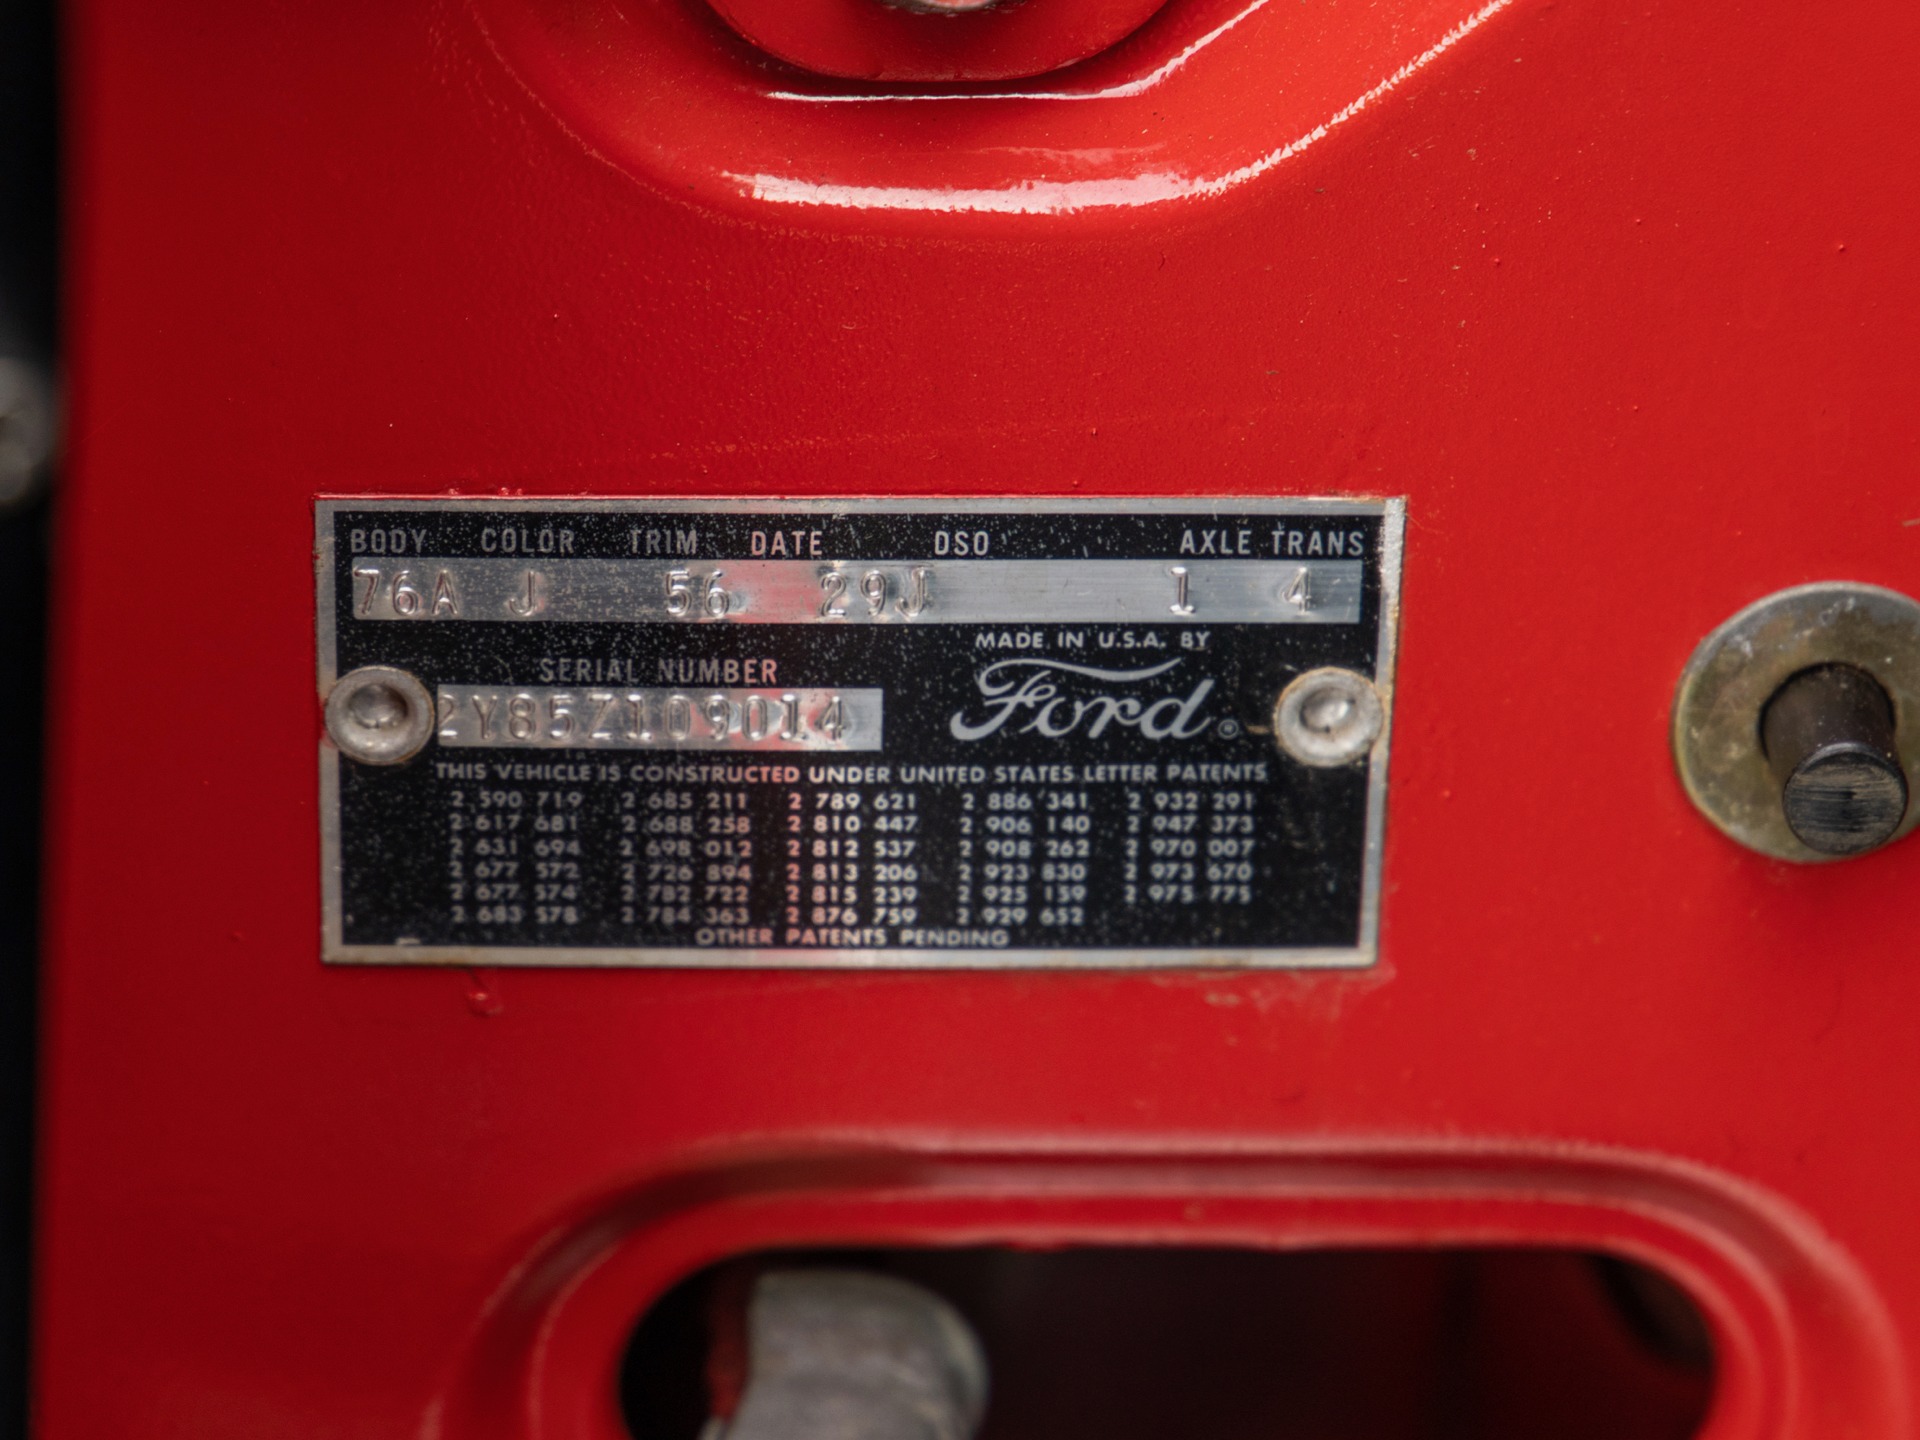 BODY COLOR TRIM DATE DSO AXLE TRANS
76A J 56 29J 1 4
MADE IN U.S.A. BY
SERIAL NUMBER
Ford ®
2Y85Z109014
THIS VEHICLE IS CONSTRUCTED UNDER UNITED STATES LETTER PATENTS
2 590 719 2 685 211 2 789 621 2 886 341 2 932 291
2 617 681 2 688 258 2 810 447 2 906 140 2 947 373
2 631 694 2 698 012 2 812 537 2 908 262 2 970 007
2 677 572 2 726 894 2 813 206 2 923 830 2 973 670
2 677 574 2 782 722 2 815 239 2 925 159 2 975 775
2 683 578 2 784 363 2 876 759 2 929 652
OTHER PATENTS PENDING